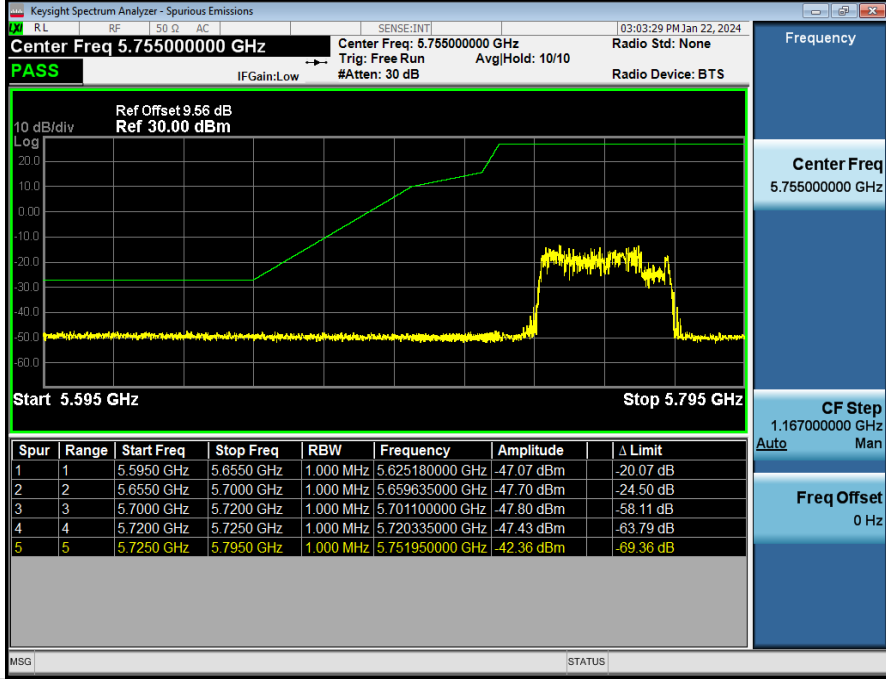 Keysight Spectrum Analyzer - Spurious Emissions
LXI RL RF 50 Ω AC SENSE:INT 03:03:29 PM Jan 22, 2024
Center Freq 5.755000000 GHz Center Freq: 5.755000000 GHz Radio Std: None
Trig: Free Run Avg|Hold: 10/10
PASS IFGain:Low #Atten: 30 dB Radio Device: BTS
Ref Offset 9.56 dB
10 dB/div Ref 30.00 dBm
Log
20.0
10.0
0.00
-10.0
-20.0
-30.0
-40.0
-50.0
-60.0
Start 5.595 GHz Stop 5.795 GHz
Spur Range Start Freq Stop Freq RBW Frequency Amplitude Δ Limit
1 1 5.5950 GHz 5.6550 GHz 1.000 MHz 5.625180000 GHz -47.07 dBm -20.07 dB
2 2 5.6550 GHz 5.7000 GHz 1.000 MHz 5.659635000 GHz -47.70 dBm -24.50 dB
3 3 5.7000 GHz 5.7200 GHz 1.000 MHz 5.701100000 GHz -47.80 dBm -58.11 dB
4 4 5.7200 GHz 5.7250 GHz 1.000 MHz 5.720335000 GHz -47.43 dBm -63.79 dB
5 5 5.7250 GHz 5.7950 GHz 1.000 MHz 5.751950000 GHz -42.36 dBm -69.36 dB
MSG STATUS
Frequency
Center Freq
5.755000000 GHz
CF Step
1.167000000 GHz
Auto Man
Freq Offset
0 Hz